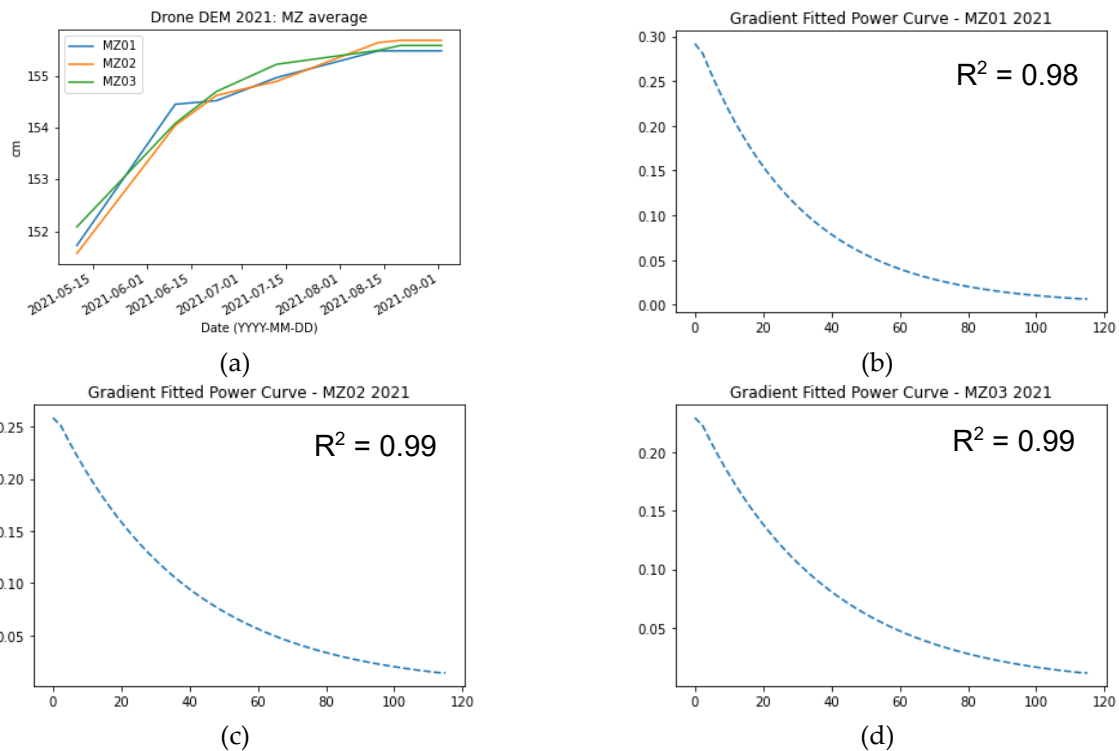 Drone DEM 2021: MZ average
MZ01
MZ02
MZ03
155
154
153
152
cm
2021-05-15
2021-06-01
2021-06-15
2021-07-01
2021-07-15
2021-08-01
2021-08-15
2021-09-01
Date (YYYY-MM-DD)
(a)
Gradient Fitted Power Curve - MZ01 2021
R² = 0.98
0.30
0.25
0.20
0.15
0.10
0.05
0.00
0 20 40 60 80 100 120
(b)
Gradient Fitted Power Curve - MZ02 2021
R² = 0.99
0.25
0.20
0.15
0.10
0.05
0 20 40 60 80 100 120
(c)
Gradient Fitted Power Curve - MZ03 2021
R² = 0.99
0.20
0.15
0.10
0.05
0 20 40 60 80 100 120
(d)